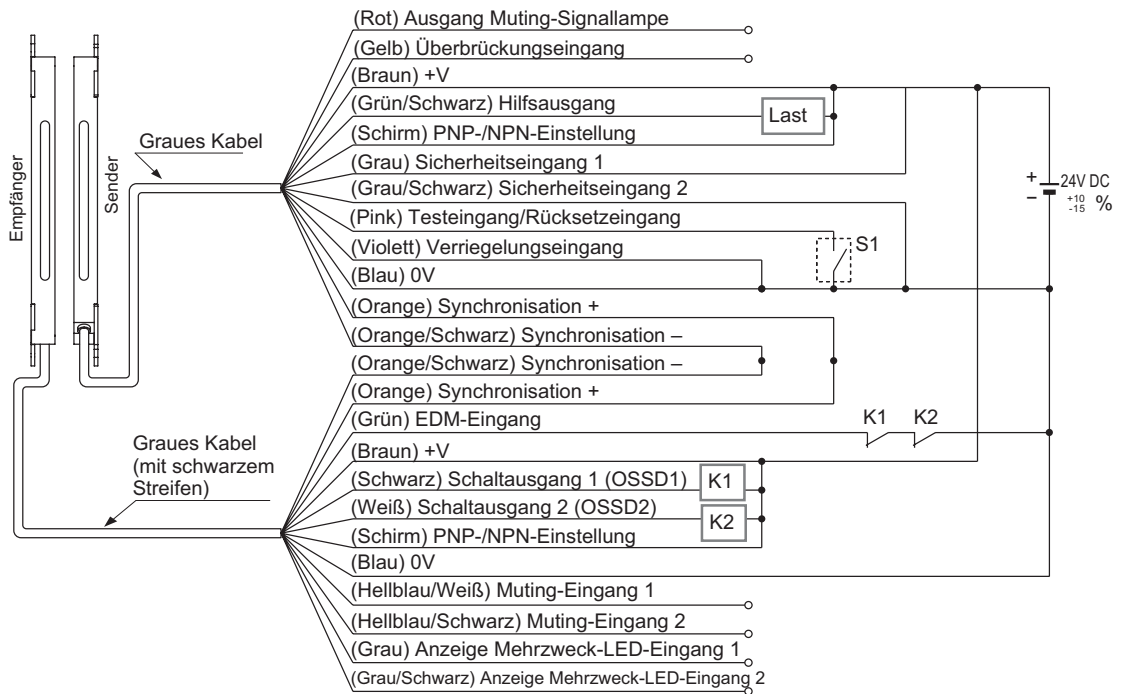 Empfänger
Sender
Graues Kabel
(Rot) Ausgang Muting-Signallampe
(Gelb) Überbrückungseingang
(Braun) +V
(Grün/Schwarz) Hilfsausgang
Last
(Schirm) PNP-/NPN-Einstellung
(Grau) Sicherheitseingang 1
(Grau/Schwarz) Sicherheitseingang 2
(Pink) Testeingang/Rücksetzeingang
S1
(Violett) Verriegelungseingang
(Blau) 0V
+
–
24V DC
+10
-15 %
(Orange) Synchronisation +
(Orange/Schwarz) Synchronisation –
(Orange/Schwarz) Synchronisation –
(Orange) Synchronisation +
(Grün) EDM-Eingang
K1 K2
Graues Kabel
(mit schwarzem
Streifen)
(Braun) +V
(Schwarz) Schaltausgang 1 (OSSD1)
K1
(Weiß) Schaltausgang 2 (OSSD2)
K2
(Schirm) PNP-/NPN-Einstellung
(Blau) 0V
(Hellblau/Weiß) Muting-Eingang 1
(Hellblau/Schwarz) Muting-Eingang 2
(Grau) Anzeige Mehrzweck-LED-Eingang 1
(Grau/Schwarz) Anzeige Mehrzweck-LED-Eingang 2